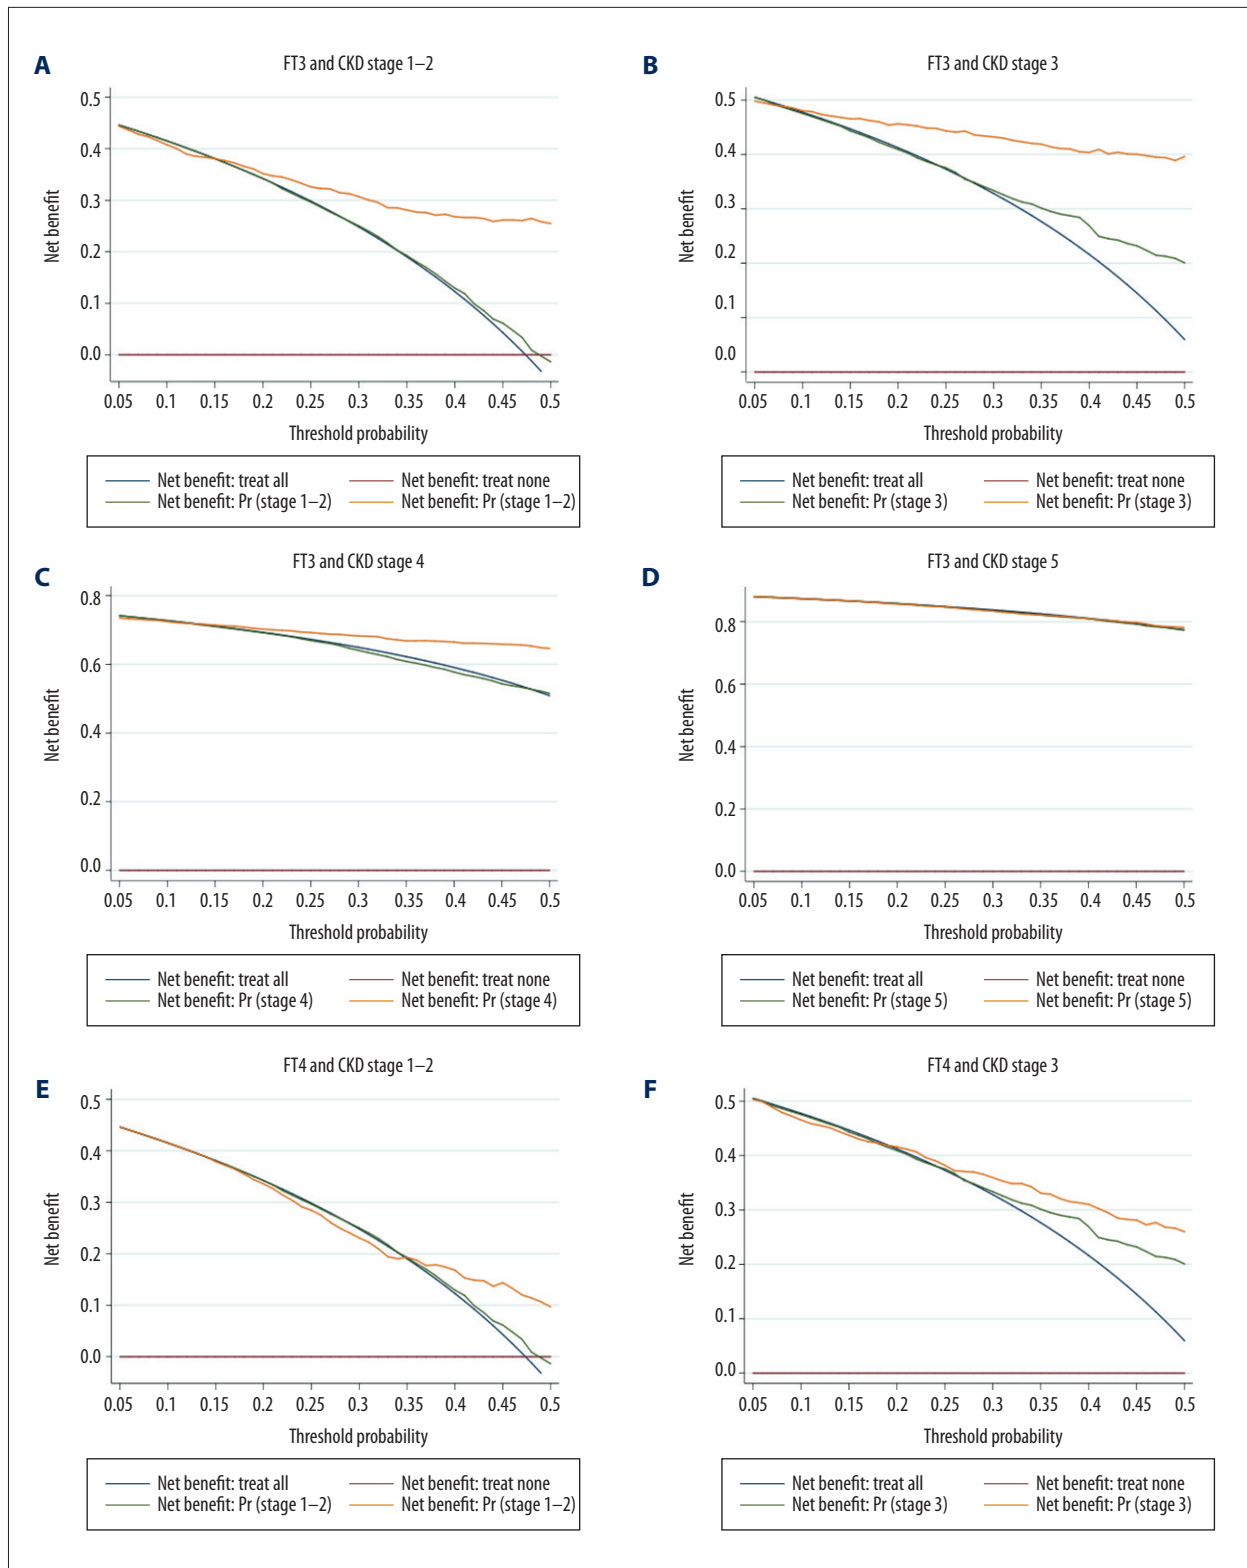 A
FT3 and CKD stage 1–2
0.5
0.4
0.3
0.2
0.1
0.0
Net benefit
0.05 0.1 0.15 0.2 0.25 0.3 0.35 0.4 0.45 0.5
Threshold probability
Net benefit: treat all Net benefit: treat none
Net benefit: Pr (stage 1–2) Net benefit: Pr (stage 1–2)
B
FT3 and CKD stage 3
0.5
0.4
0.3
0.2
0.1
0.0
Net benefit
0.05 0.1 0.15 0.2 0.25 0.3 0.35 0.4 0.45 0.5
Threshold probability
Net benefit: treat all Net benefit: treat none
Net benefit: Pr (stage 3) Net benefit: Pr (stage 3)
C
FT3 and CKD stage 4
0.8
0.6
0.4
0.2
0.0
Net benefit
0.05 0.1 0.15 0.2 0.25 0.3 0.35 0.4 0.45 0.5
Threshold probability
Net benefit: treat all Net benefit: treat none
Net benefit: Pr (stage 4) Net benefit: Pr (stage 4)
D
FT3 and CKD stage 5
0.8
0.6
0.4
0.2
0.0
Net benefit
0.05 0.1 0.15 0.2 0.25 0.3 0.35 0.4 0.45 0.5
Threshold probability
Net benefit: treat all Net benefit: treat none
Net benefit: Pr (stage 5) Net benefit: Pr (stage 5)
E
FT4 and CKD stage 1–2
0.5
0.4
0.3
0.2
0.1
0.0
Net benefit
0.05 0.1 0.15 0.2 0.25 0.3 0.35 0.4 0.45 0.5
Threshold probability
Net benefit: treat all Net benefit: treat none
Net benefit: Pr (stage 1–2) Net benefit: Pr (stage 1–2)
F
FT4 and CKD stage 3
0.5
0.4
0.3
0.2
0.1
0.0
Net benefit
0.05 0.1 0.15 0.2 0.25 0.3 0.35 0.4 0.45 0.5
Threshold probability
Net benefit: treat all Net benefit: treat none
Net benefit: Pr (stage 3) Net benefit: Pr (stage 3)